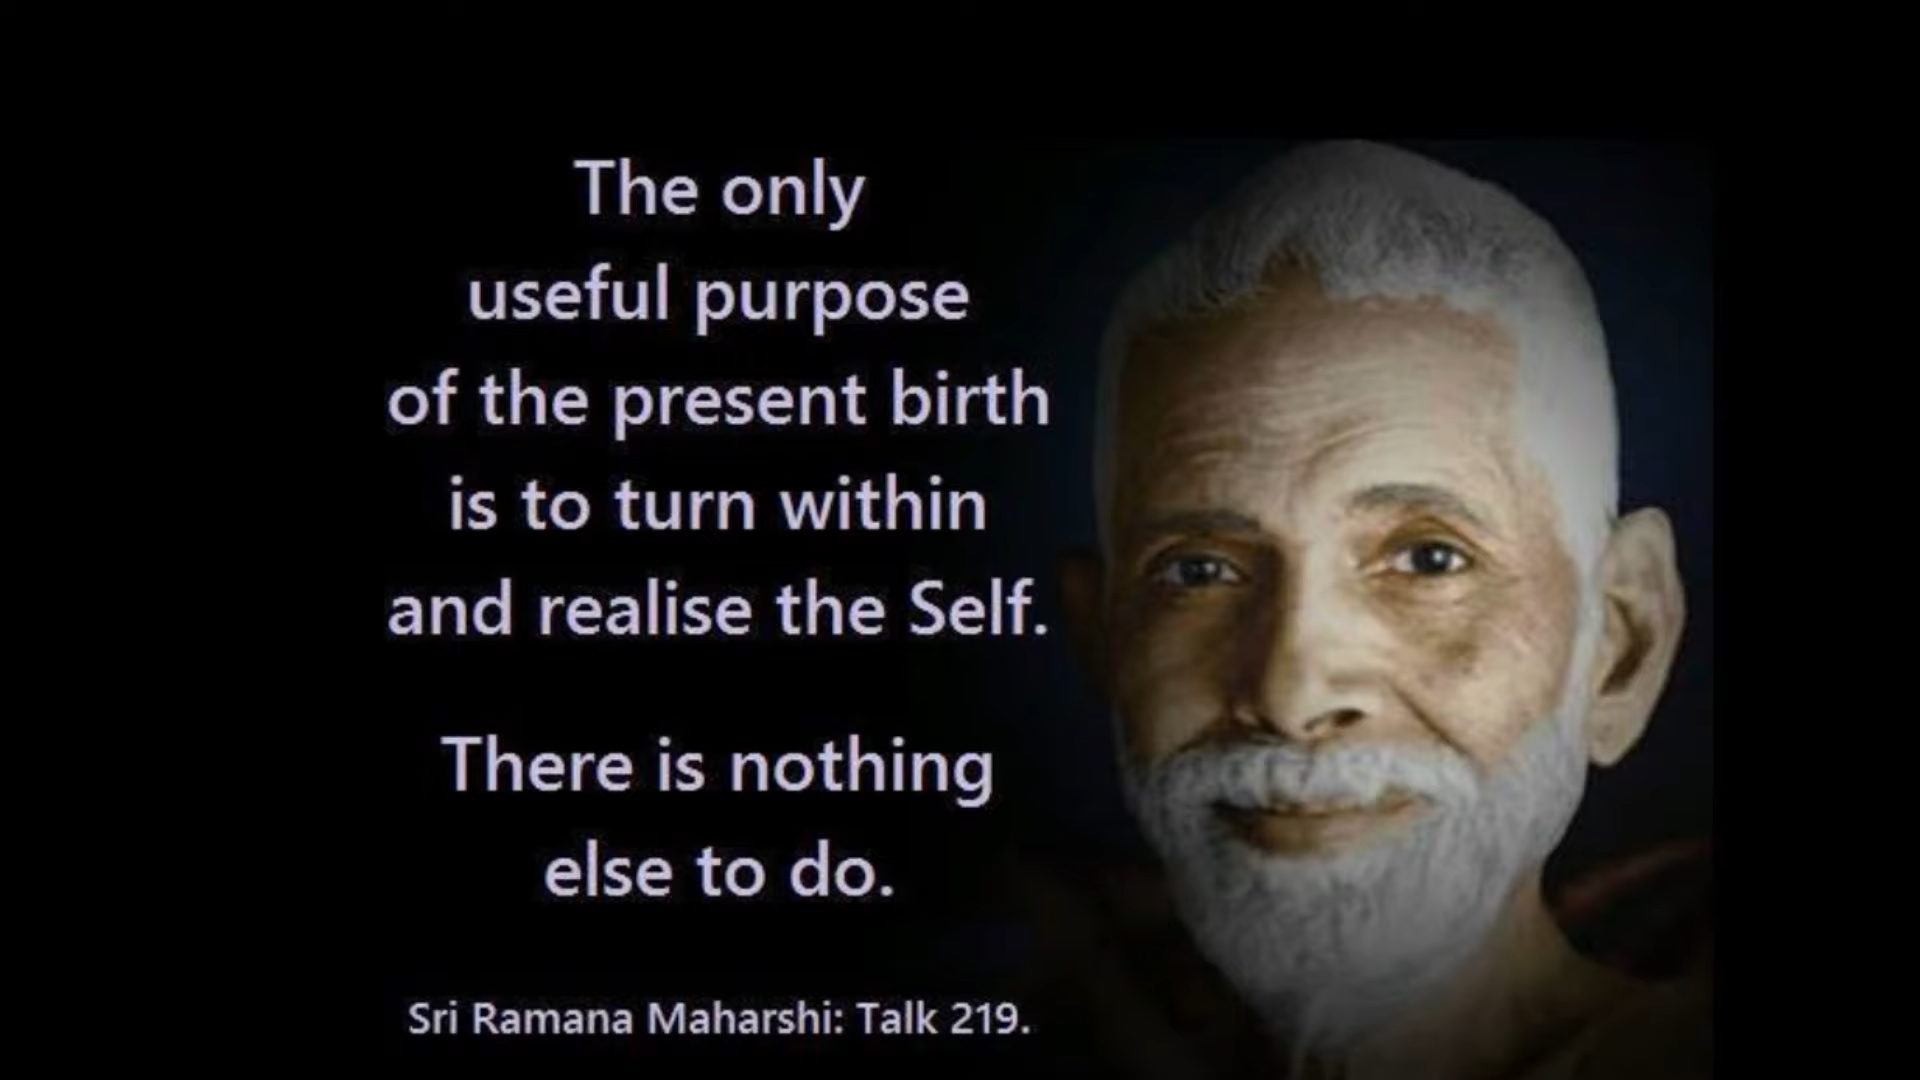 The only
useful purpose
of the present birth
is to turn within
and realise the Self.
There is nothing
else to do.
Sri Ramana Maharshi: Talk 219.